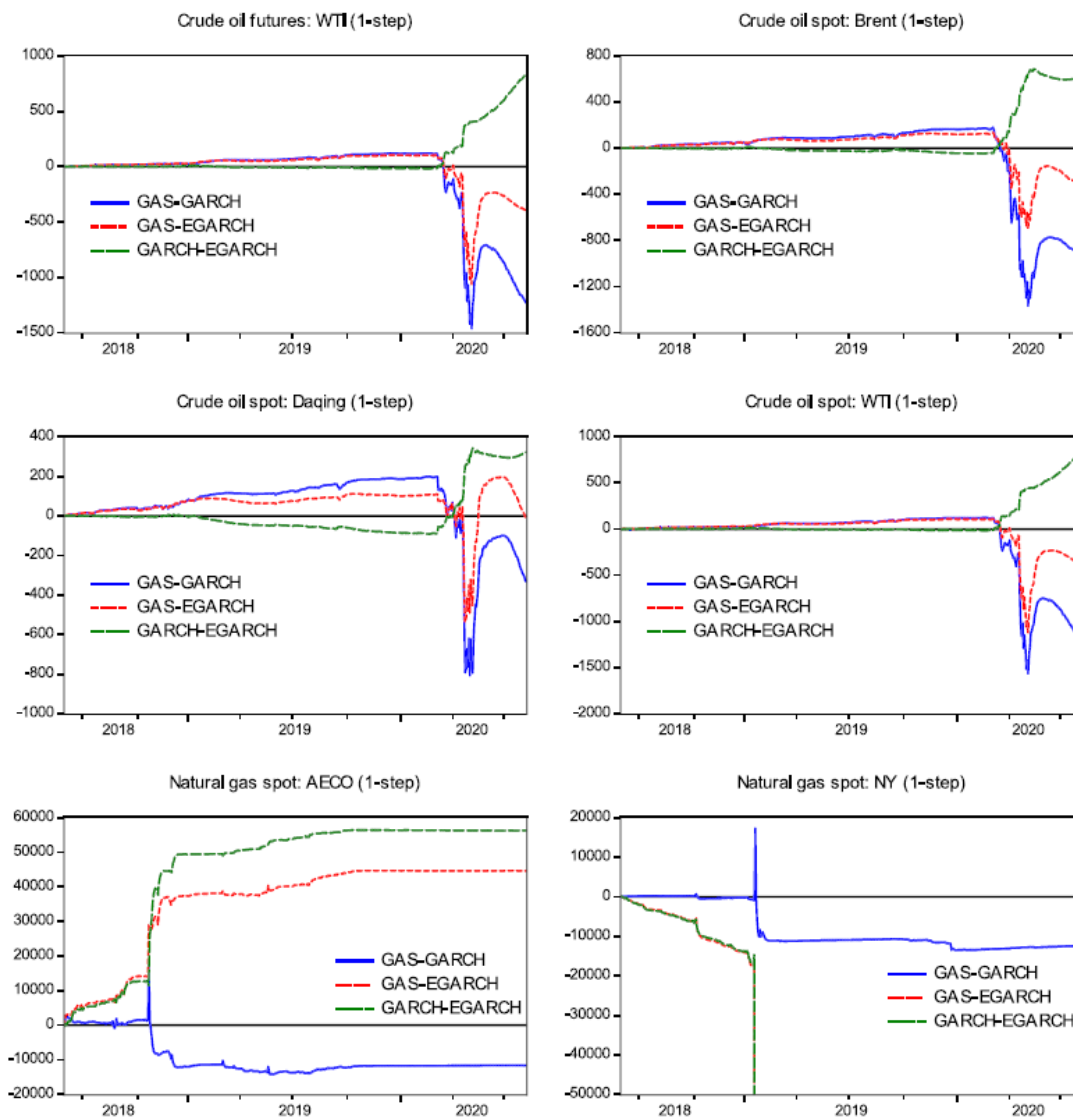 Crude oil futures: WTI (1-step)
1000
500
0
-500
-1000
-1500
GAS-GARCH
GAS-EGARCH
GARCH-EGARCH
2018 2019 2020
Crude oil spot: Brent (1-step)
800
400
0
-400
-800
-1200
-1600
GAS-GARCH
GAS-EGARCH
GARCH-EGARCH
2018 2019 2020
Crude oil spot: Daqing (1-step)
400
200
0
-200
-400
-600
-800
-1000
GAS-GARCH
GAS-EGARCH
GARCH-EGARCH
2018 2019 2020
Crude oil spot: WTI (1-step)
1000
500
0
-500
-1000
-1500
-2000
GAS-GARCH
GAS-EGARCH
GARCH-EGARCH
2018 2019 2020
Natural gas spot: AECO (1-step)
60000
50000
40000
30000
20000
10000
0
-10000
-20000
GAS-GARCH
GAS-EGARCH
GARCH-EGARCH
2018 2019 2020
Natural gas spot: NY (1-step)
20000
10000
0
-10000
-20000
-30000
-40000
-50000
GAS-GARCH
GAS-EGARCH
GARCH-EGARCH
2018 2019 2020